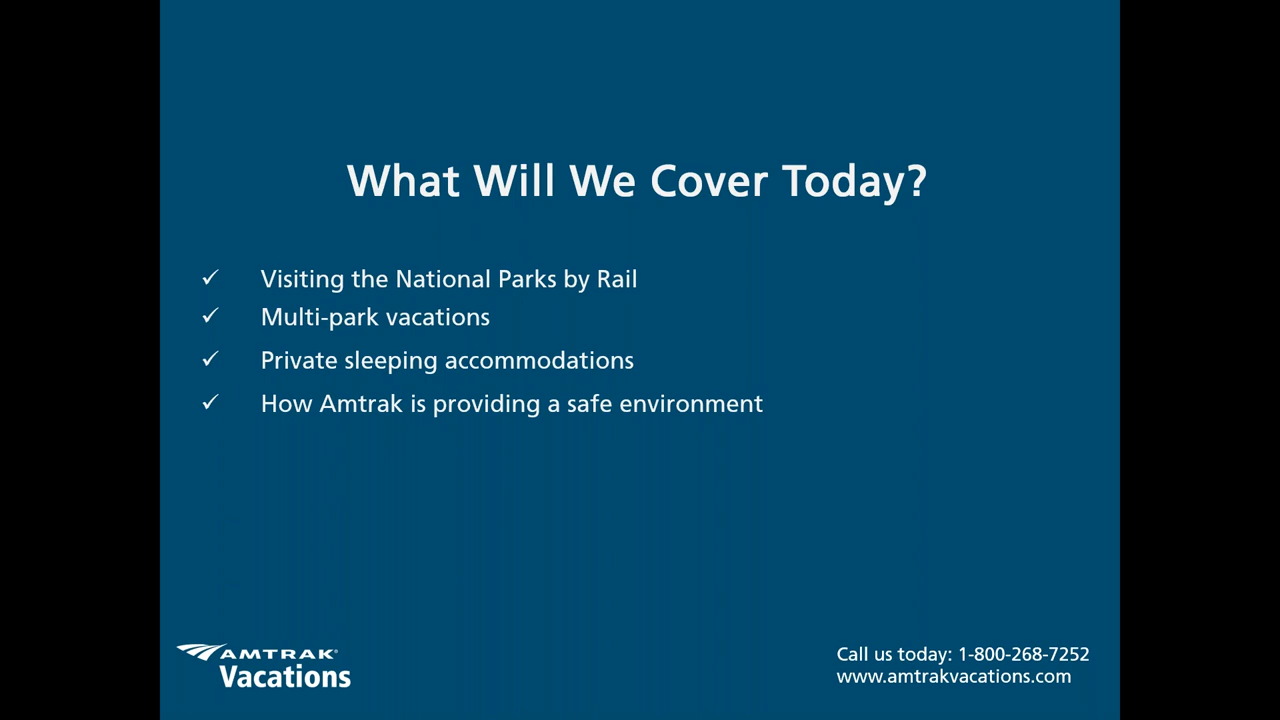 What Will We Cover Today?
✓ Visiting the National Parks by Rail
✓ Multi-park vacations
✓ Private sleeping accommodations
✓ How Amtrak is providing a safe environment
AMTRAK®
Vacations
Call us today: 1-800-268-7252
www.amtrakvacations.com